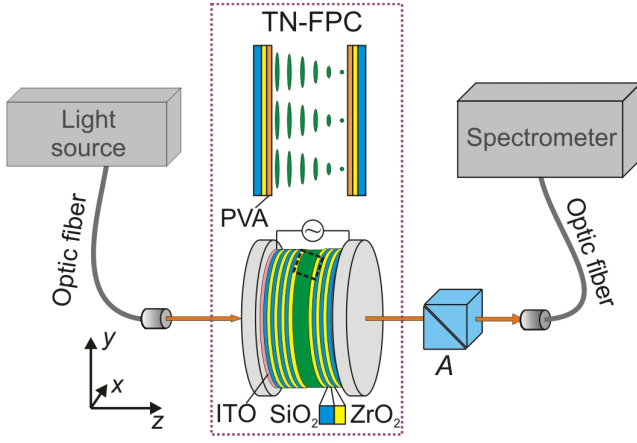 TN-FPC
Light
source
Spectrometer
PVA
Optic fiber
Optic fiber
A
y
x
z
ITO
SiO₂
ZrO₂